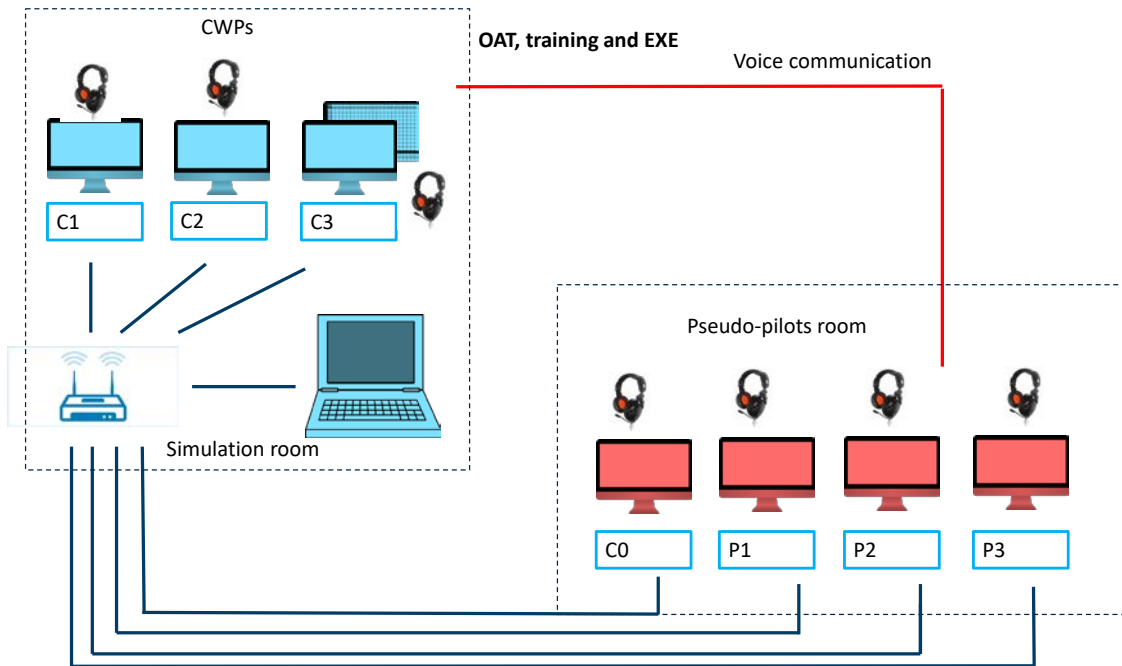 CWPs
OAT, training and EXE
Voice communication
C1
C2
C3
Pseudo-pilots room
Simulation room
C0
P1
P2
P3